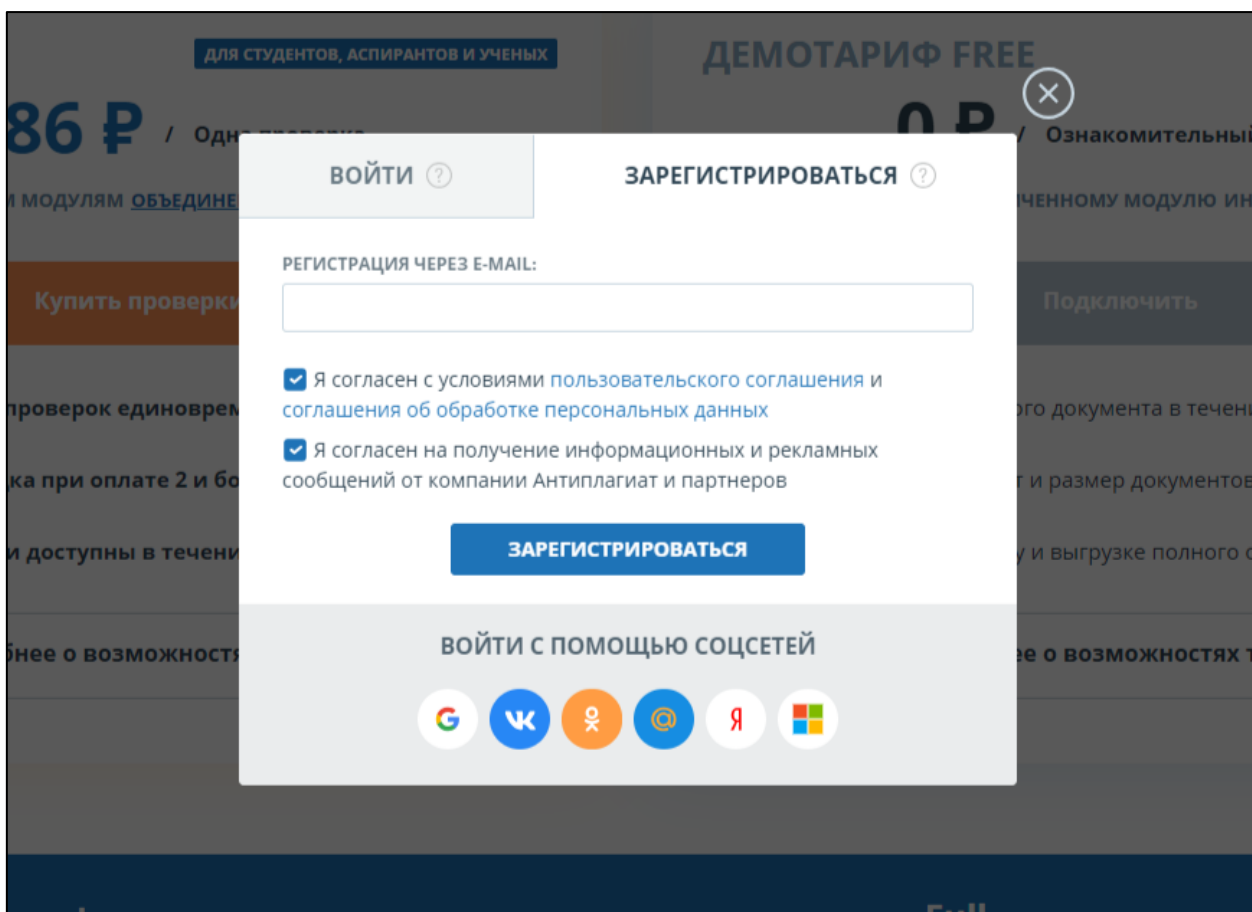 ДЛЯ СТУДЕНТОВ, АСПИРАНТОВ И УЧЕНЫХ
ДЕМОТАРИФ FREE
86 ₽ / Одна проверка
0 ₽ / Ознакомительный
ВОЙТИ ?
ЗАРЕГИСТРИРОВАТЬСЯ ?
МОДУЛЯМ ОБЪЕДИНЕ
ЧЕННОМУ МОДУЛЮ ИН
РЕГИСТРАЦИЯ ЧЕРЕЗ E-MAIL:
Купить проверки
Подключить
Я согласен с условиями пользовательского соглашения и
соглашения об обработке персональных данных
проверок единоврем
ого документа в течени
Я согласен на получение информационных и рекламных
сообщений от компании Антиплагиат и партнеров
ка при оплате 2 и бо
т и размер документов
ЗАРЕГИСТРИРОВАТЬСЯ
и доступны в течени
у и выгрузке полного о
ВОЙТИ С ПОМОЩЬЮ СОЦСЕТЕЙ
бнее о возможностя
ее о возможностях т
G VK @ Я
Full